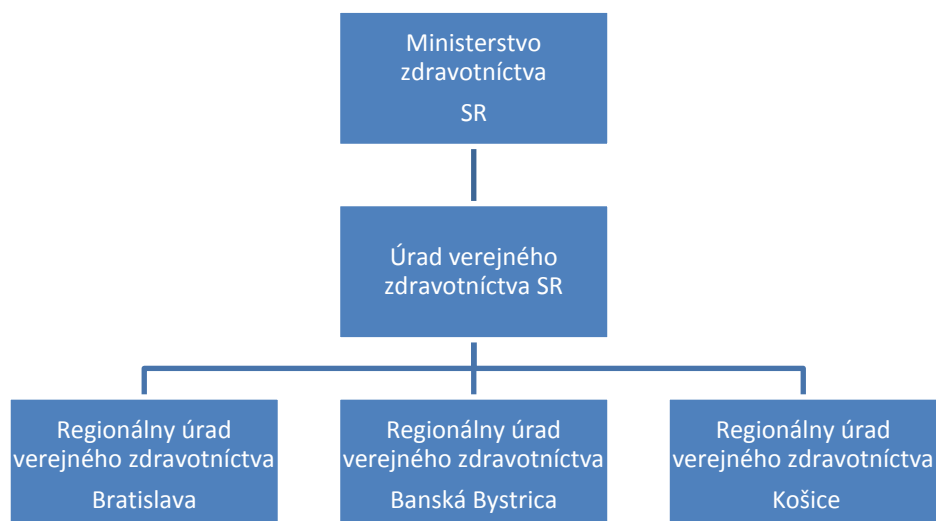 Ministerstvo
zdravotníctva
SR
Úrad verejného
zdravotníctva SR
Regionálny úrad
verejného zdravotníctva
Bratislava
Regionálny úrad
verejného zdravotníctva
Banská Bystrica
Regionálny úrad
verejného zdravotníctva
Košice